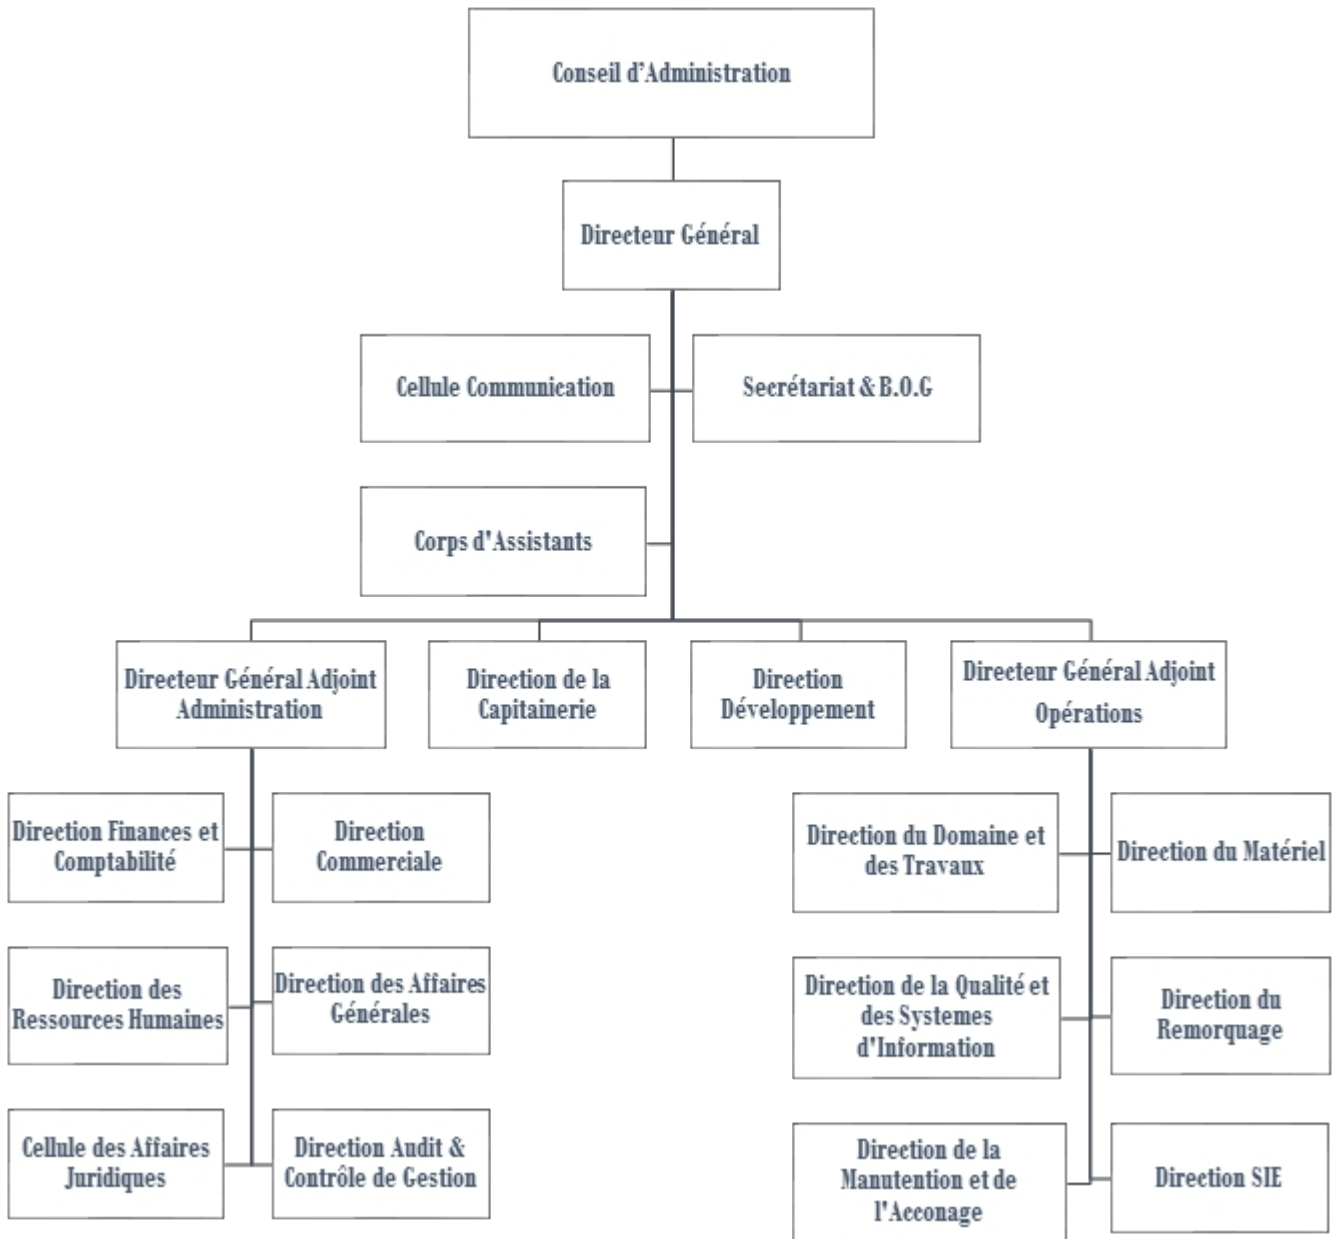 Conseil d'Administration
Directeur Général
Cellule Communication
Secrétariat & B.O.G
Corps d'Assistants
Directeur Général Adjoint
Administration
Direction de la
Capitainerie
Direction
Développement
Directeur Général Adjoint
Opérations
Direction Finances et
Comptabilité
Direction
Commerciale
Direction du Domaine et
des Travaux
Direction du Matériel
Direction des
Ressources Humaines
Direction des Affaires
Générales
Direction de la Qualité et
des Systemes
d'Information
Direction du
Remorquage
Cellule des Affaires
Juridiques
Direction Audit &
Contrôle de Gestion
Direction de la
Manutention et de
l'Acconage
Direction SIE